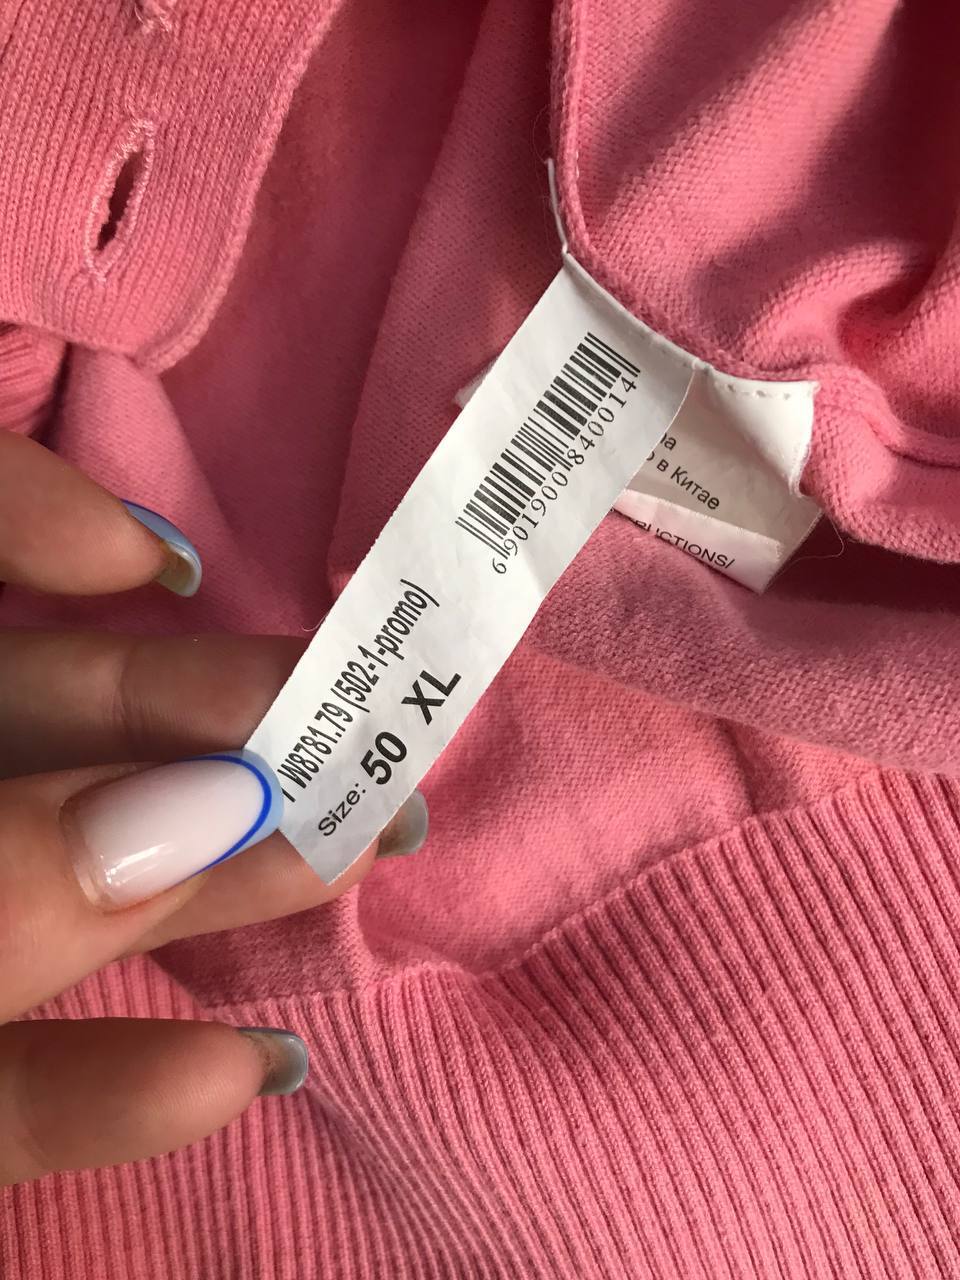 6901900840014
W8781.79 (502-1-promo)
Size: 50 XL
в Китае
RUCTIONS/